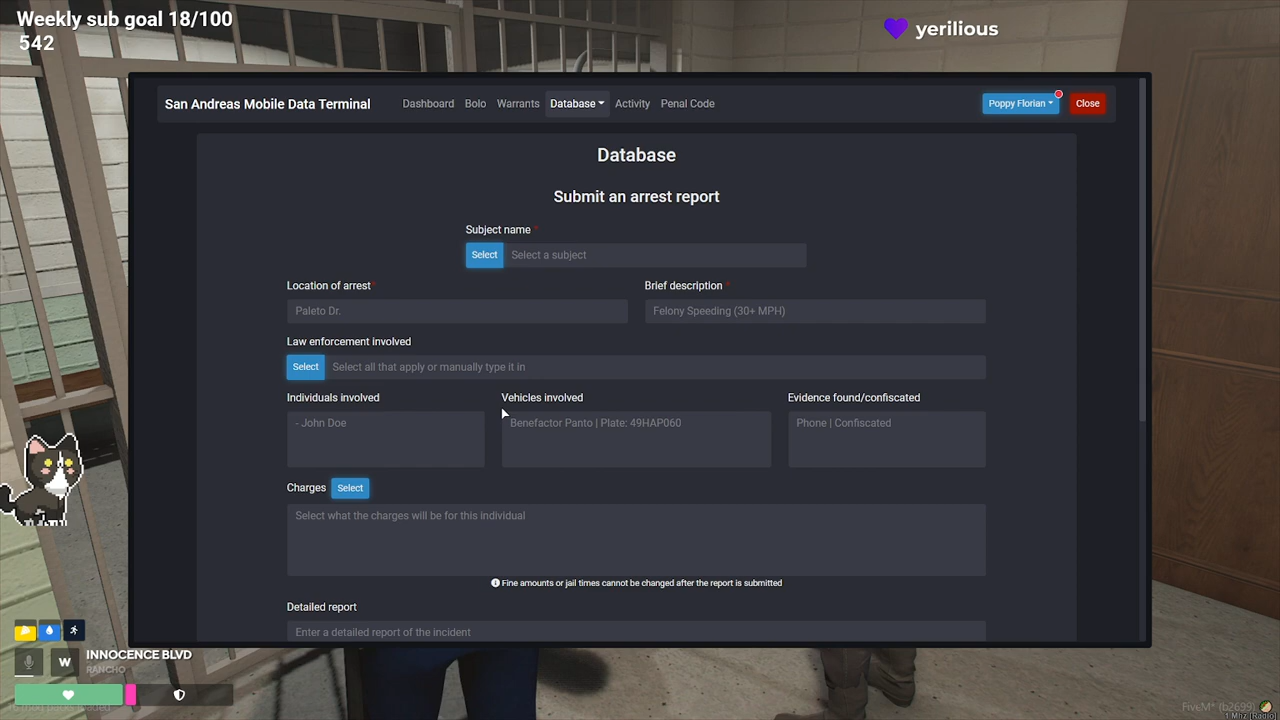 Weekly sub goal 18/100
542
yerilious
San Andreas Mobile Data Terminal
Dashboard
Bolo
Warrants
Database
Activity
Penal Code
Poppy Florian
Close
Database
Submit an arrest report
Subject name *
Select
Select a subject
Location of arrest *
Brief description *
Paleto Dr.
Felony Speeding (30+ MPH)
Law enforcement involved
Select
Select all that apply or manually type it in
Individuals involved
Vehicles involved
Evidence found/confiscated
- John Doe
Benefactor Panto | Plate: 49HAP060
Phone | Confiscated
Charges
Select
Select what the charges will be for this individual
Fine amounts or jail times cannot be changed after the report is submitted
Detailed report
Enter a detailed report of the incident
W
INNOCENCE BLVD
RANCHO
FiveM* (b2699)
1 Mhz [Radio]